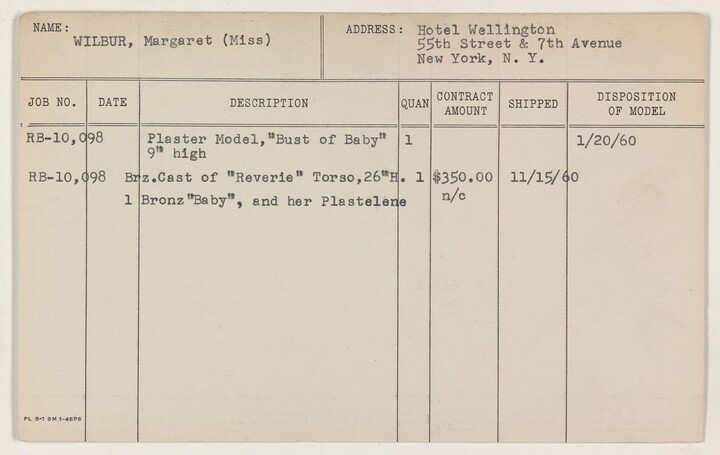 NAME: WILBUR, Margaret (Miss)
ADDRESS: Hotel Wellington
55th Street & 7th Avenue
New York, N. Y.
JOB NO. DATE DESCRIPTION QUAN CONTRACT AMOUNT SHIPPED DISPOSITION OF MODEL
RB-10,098 Plaster Model,"Bust of Baby" 1 1/20/60
9" high
RB-10,098 Brz.Cast of "Reverie" Torso,26"H. 1 $350.00 11/15/60
1 Bronz"Baby", and her Plastelene n/c